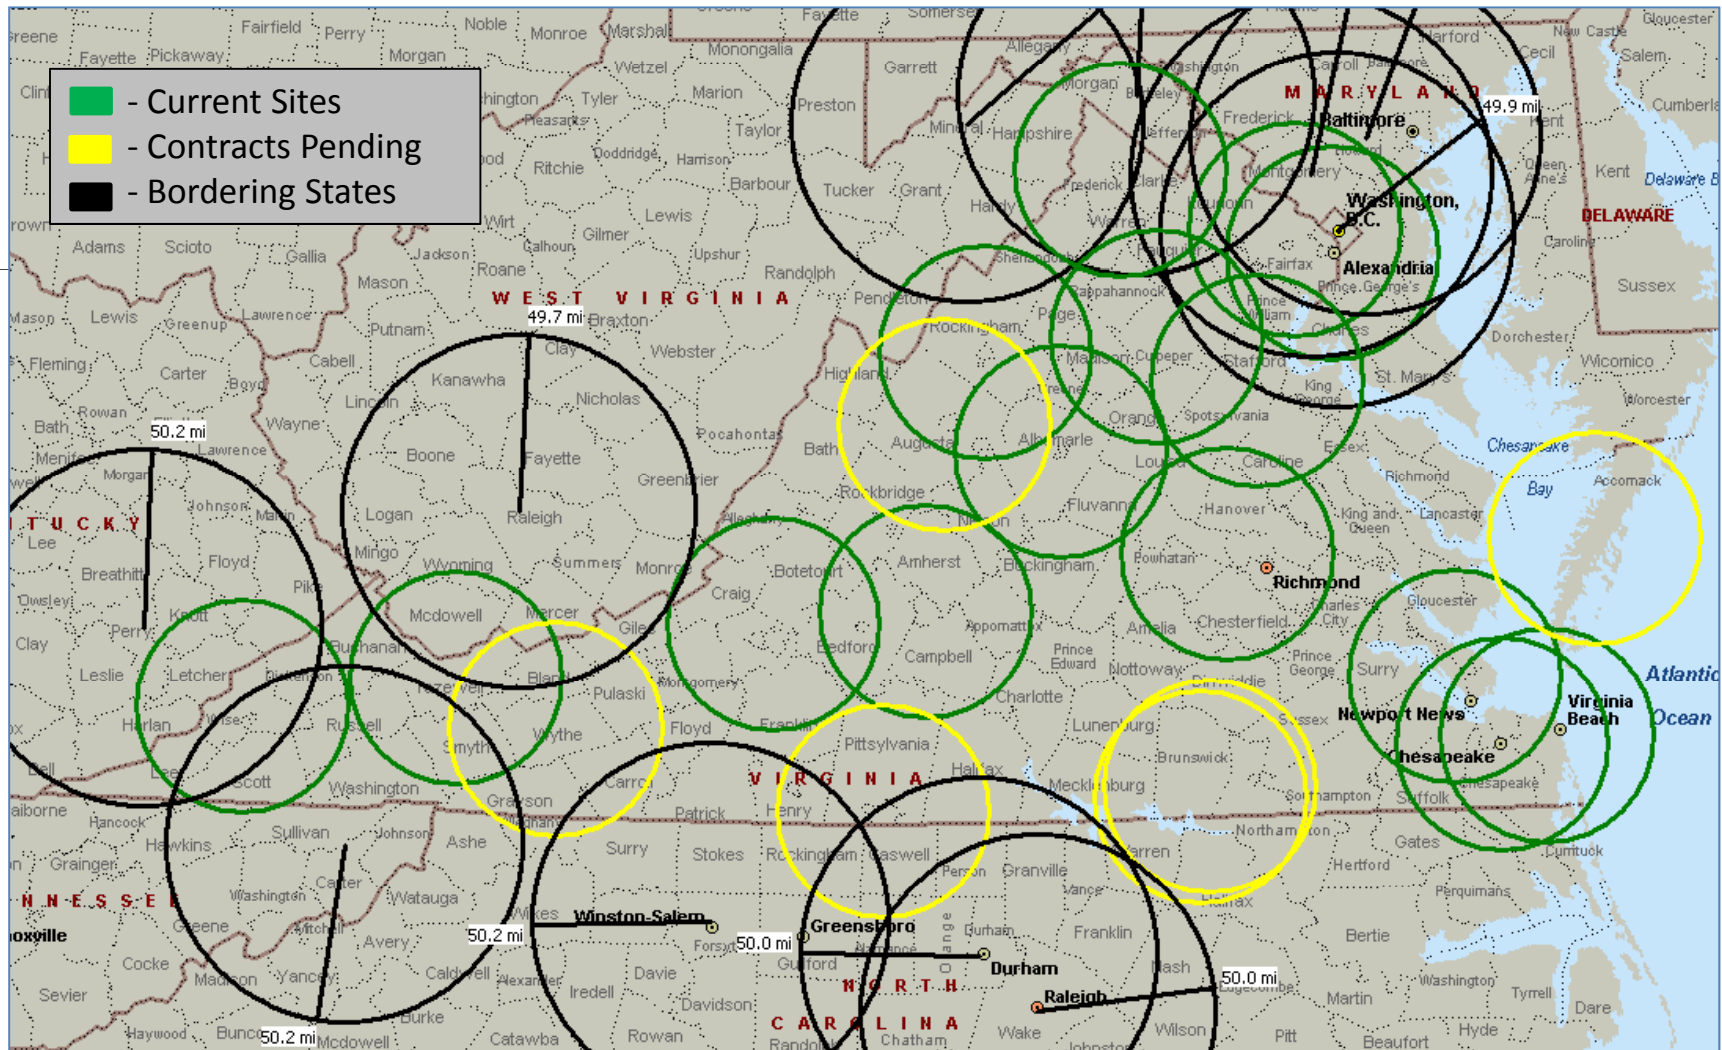 - Current Sites
- Contracts Pending
- Bordering States
Fayette
Somerset
Greene
Fairfield
Perry
Noble
Monroe
Marshall
Fayette
Pickaway
Morgan
Monongalia
Garrett
Allegany
Washington
Carroll
Baltimore
Harford
Cecil
New Castle
Gloucester
Salem
Wetzel
Marion
Preston
Morgan
Berkeley
MARYLAND
49.9 mi
Kent
Cumberla
Tyler
Pleasants
Taylor
Mineral
Hampshire
Jefferson
Frederick
Baltimore
Howard
Ritchie
Doddridge
Harrison
Barbour
Tucker
Grant
Hardy
Frederick
Clarke
Loudoun
Montgomery
Queen
Anne's
Kent
Delaware B
Wirt
Lewis
Gilmer
Warren
Washington,
D.C.
DELAWARE
Adams
Scioto
Gallia
Jackson
Calhoun
Roane
Upshur
Randolph
Pendleton
Shenandoah
Fauquier
Fairfax
Alexandria
Caroline
Mason
WEST VIRGINIA
Rappahannock
Prince
William
Prince George's
Sussex
Mason
Lewis
Greenup
Lawrence
Putnam
49.7 mi
Braxton
Rockingham
Page
Charles
Dorchester
Fleming
Carter
Boyd
Cabell
Clay
Webster
Highland
Madison
Culpeper
Stafford
St. Mary's
Wicomico
Kanawha
Lincoln
Nicholas
Greene
King
George
Worcester
Rowan
Elliott
Bath
Wayne
50.2 mi
Pocahontas
Bath
Augusta
Albemarle
Orange
Spotsylvania
Essex
Chesapeake
Bay
Menifee
Lawrence
Morgan
Boone
Fayette
Greenbrier
Rockbridge
Louisa
Caroline
Richmond
Accomack
Johnson
Martin
Logan
Raleigh
Alleghany
Nelson
Fluvanna
Hanover
King and
Queen
Lancaster
TUCKY
Lee
Floyd
Mingo
Wyoming
Summers
Monroe
Botetourt
Amherst
Buckingham
Powhatan
Richmond
Breathitt
Pike
Craig
Owsley
Knott
Mcdowell
Mercer
Charles
City
Gloucester
Clay
Perry
Buchanan
Giles
Bedford
Appomattox
Amelia
Chesterfield
Campbell
Prince
Edward
Nottoway
Prince
George
Surry
Leslie
Letcher
Dickenson
Tazewell
Bland
Pulaski
Montgomery
Charlotte
Dinwiddie
Atlantic
Ocean
Harlan
Wise
Russell
Smyth
Wythe
Floyd
Franklin
Pittsylvania
Lunenburg
Sussex
Newport News
Virginia
Beach
Bell
Lee
Scott
Washington
Grayson
Carroll
VIRGINIA
Halifax
Mecklenburg
Brunswick
Chesapeake
Southampton
Suffolk
Chesapeake
Claiborne
Hancock
Hawkins
Sullivan
Johnson
Ashe
Alleghany
Surry
Patrick
Henry
Stokes
Rockingham
Caswell
Person
Granville
Vance
Warren
Northampton
Gates
Currituck
Hertford
Grainger
Washington
Carter
Watauga
Wilkes
Halifax
Perquimans
NNESSEE
oxville
Greene
Mitchell
Avery
50.2 mi
Winston-Salem
Forsyth
50.0 mi
Greensboro
Guilford
Alamance
Orange
Durham
Durham
Franklin
Bertie
Cocke
Madison
Yancey
Caldwell
Alexander
Davie
NORTH
Nash
50.0 mi
Edgecombe
Washington
Sevier
Iredell
Davidson
Raleigh
Martin
Tyrrell
Dare
Haywood
50.2 mi
Mcdowell
Burke
Catawba
Rowan
CAROLINA
Randolph
Chatham
Wake
Johnston
Wilson
Pitt
Beaufort
Hyde